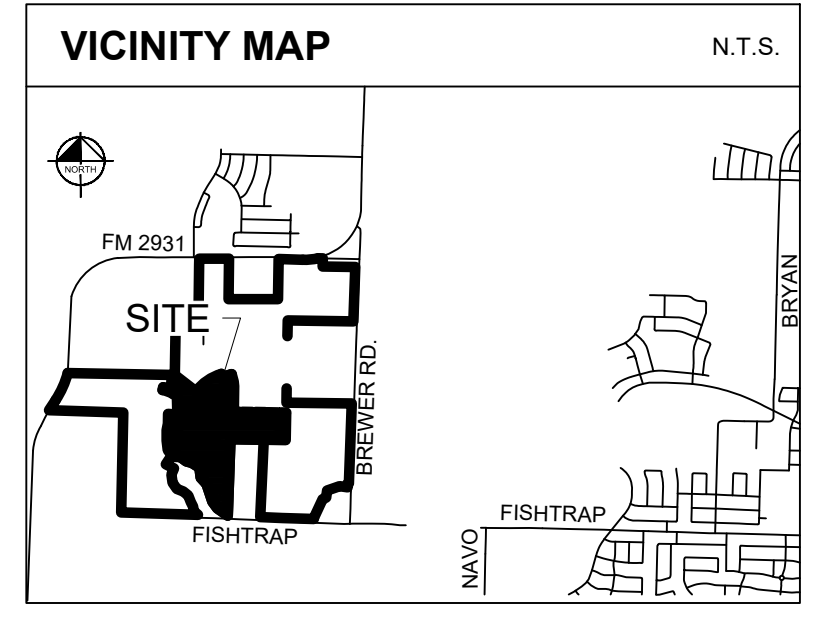 VICINITY MAP
N.T.S.
NORTH
FM 2931
SITE
BRYAN
BREWER RD.
FISHTRAP
FISHTRAP
NAVO